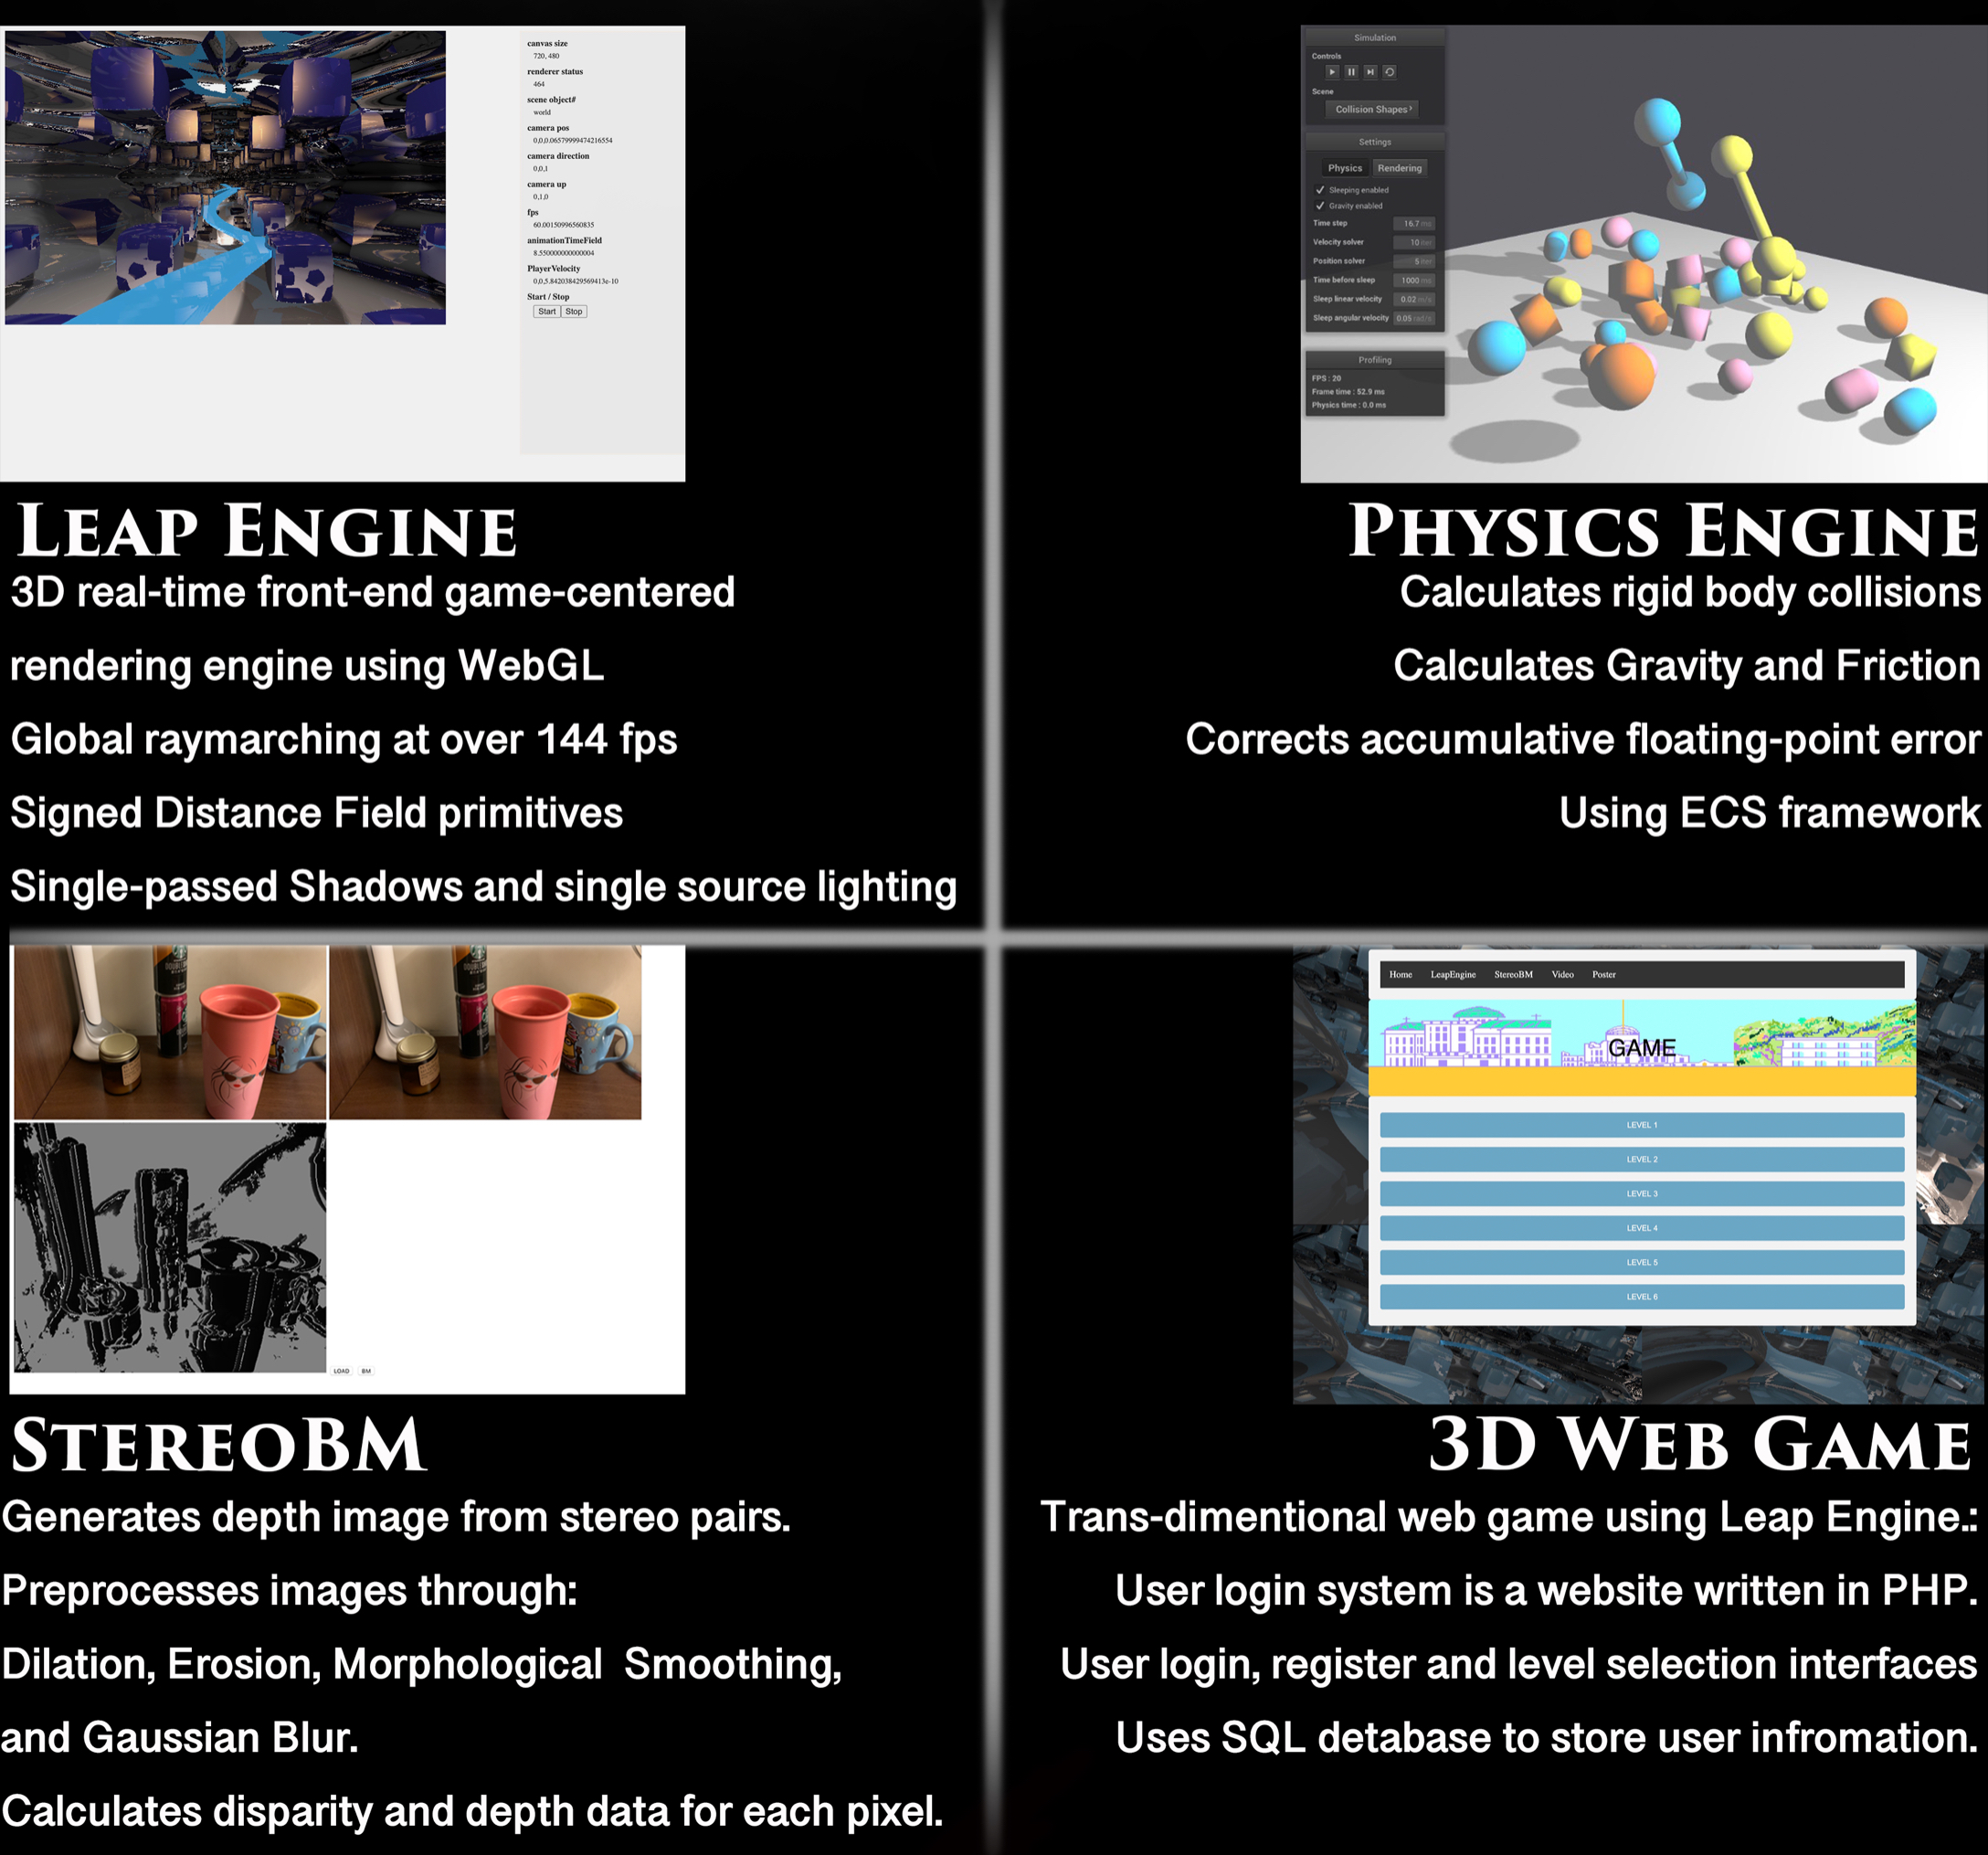 canvas size
720, 480
renderer status
464
scene object#
world
camera pos
0,0,0.06579999474216554
camera direction
0,0,1
camera up
0,1,0
fps
60.00150996560835
animationTimeField
8.550000000000004
PlayerVelocity
0,0,5.842038429569413e-10
Start / Stop
Start Stop
LEAP ENGINE
3D real-time front-end game-centered
rendering engine using WebGL
Global raymarching at over 144 fps
Signed Distance Field primitives
Single-passed Shadows and single source lighting
Simulation
Controls
Scene
Collision Shapes
Settings
Physics Rendering
Sleeping enabled
Gravity enabled
Time step 16.7 ms
Velocity solver 10 iter
Position solver 5 iter
Time before sleep 1000 ms
Sleep linear velocity 0.02 m/s
Sleep angular velocity 0.05 rad/s
Profiling
FPS : 20
Frame time : 52.9 ms
Physics time : 0.0 ms
PHYSICS ENGINE
Calculates rigid body collisions
Calculates Gravity and Friction
Corrects accumulative floating-point error
Using ECS framework
LOAD BM
STEREOBM
Generates depth image from stereo pairs.
Preprocesses images through:
Dilation, Erosion, Morphological Smoothing,
and Gaussian Blur.
Calculates disparity and depth data for each pixel.
Home LeapEngine StereoBM Video Poster
GAME
LEVEL 1
LEVEL 2
LEVEL 3
LEVEL 4
LEVEL 5
LEVEL 6
3D WEB GAME
Trans-dimentional web game using Leap Engine.:
User login system is a website written in PHP.
User login, register and level selection interfaces
Uses SQL detabase to store user infromation.